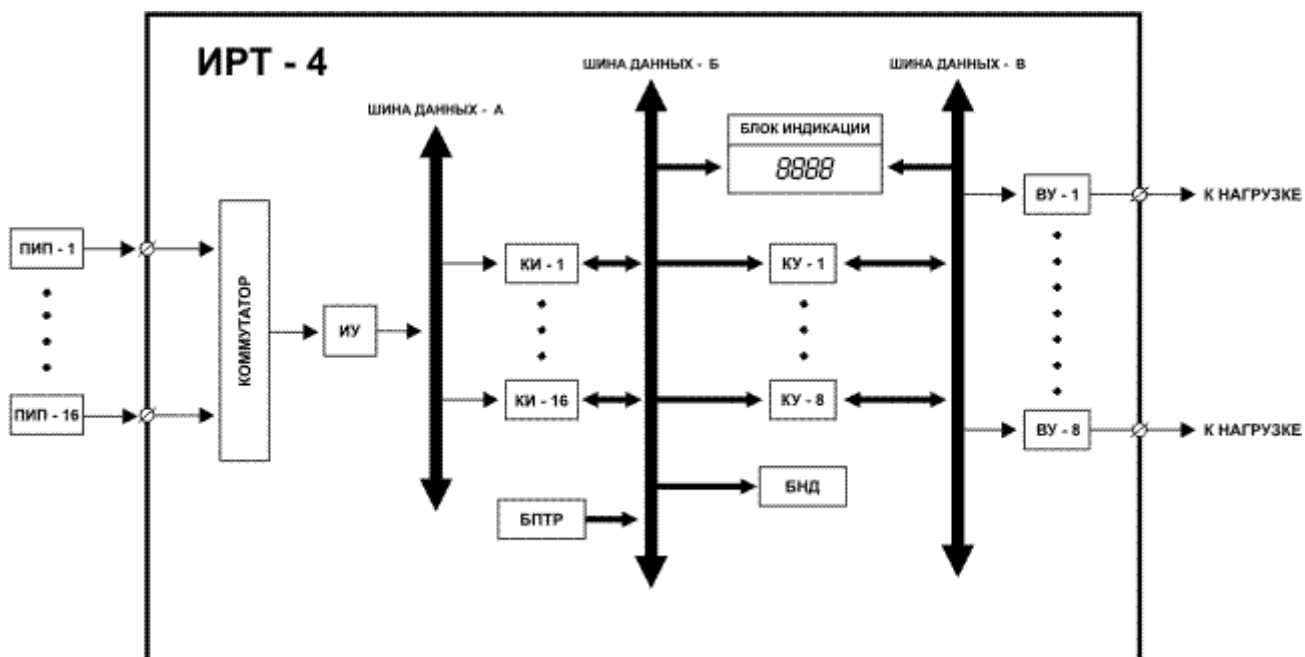 ИРТ - 4
ШИНА ДАННЫХ - Б
ШИНА ДАННЫХ - В
ШИНА ДАННЫХ - А
БЛОК ИНДИКАЦИИ
8888
ВУ - 1
К НАГРУЗКЕ
ПИП - 1
КОММУТАТОР
КИ - 1
КУ - 1
ИУ
ПИП - 16
КИ - 16
КУ - 8
ВУ - 8
К НАГРУЗКЕ
БНД
БПТР